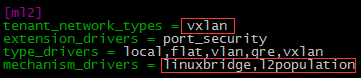 [ml2]
tenant_network_types = vxlan
extension_drivers = port_security
type_drivers = local,flat,vlan,gre,vxlan
mechanism_drivers = linuxbridge,l2population